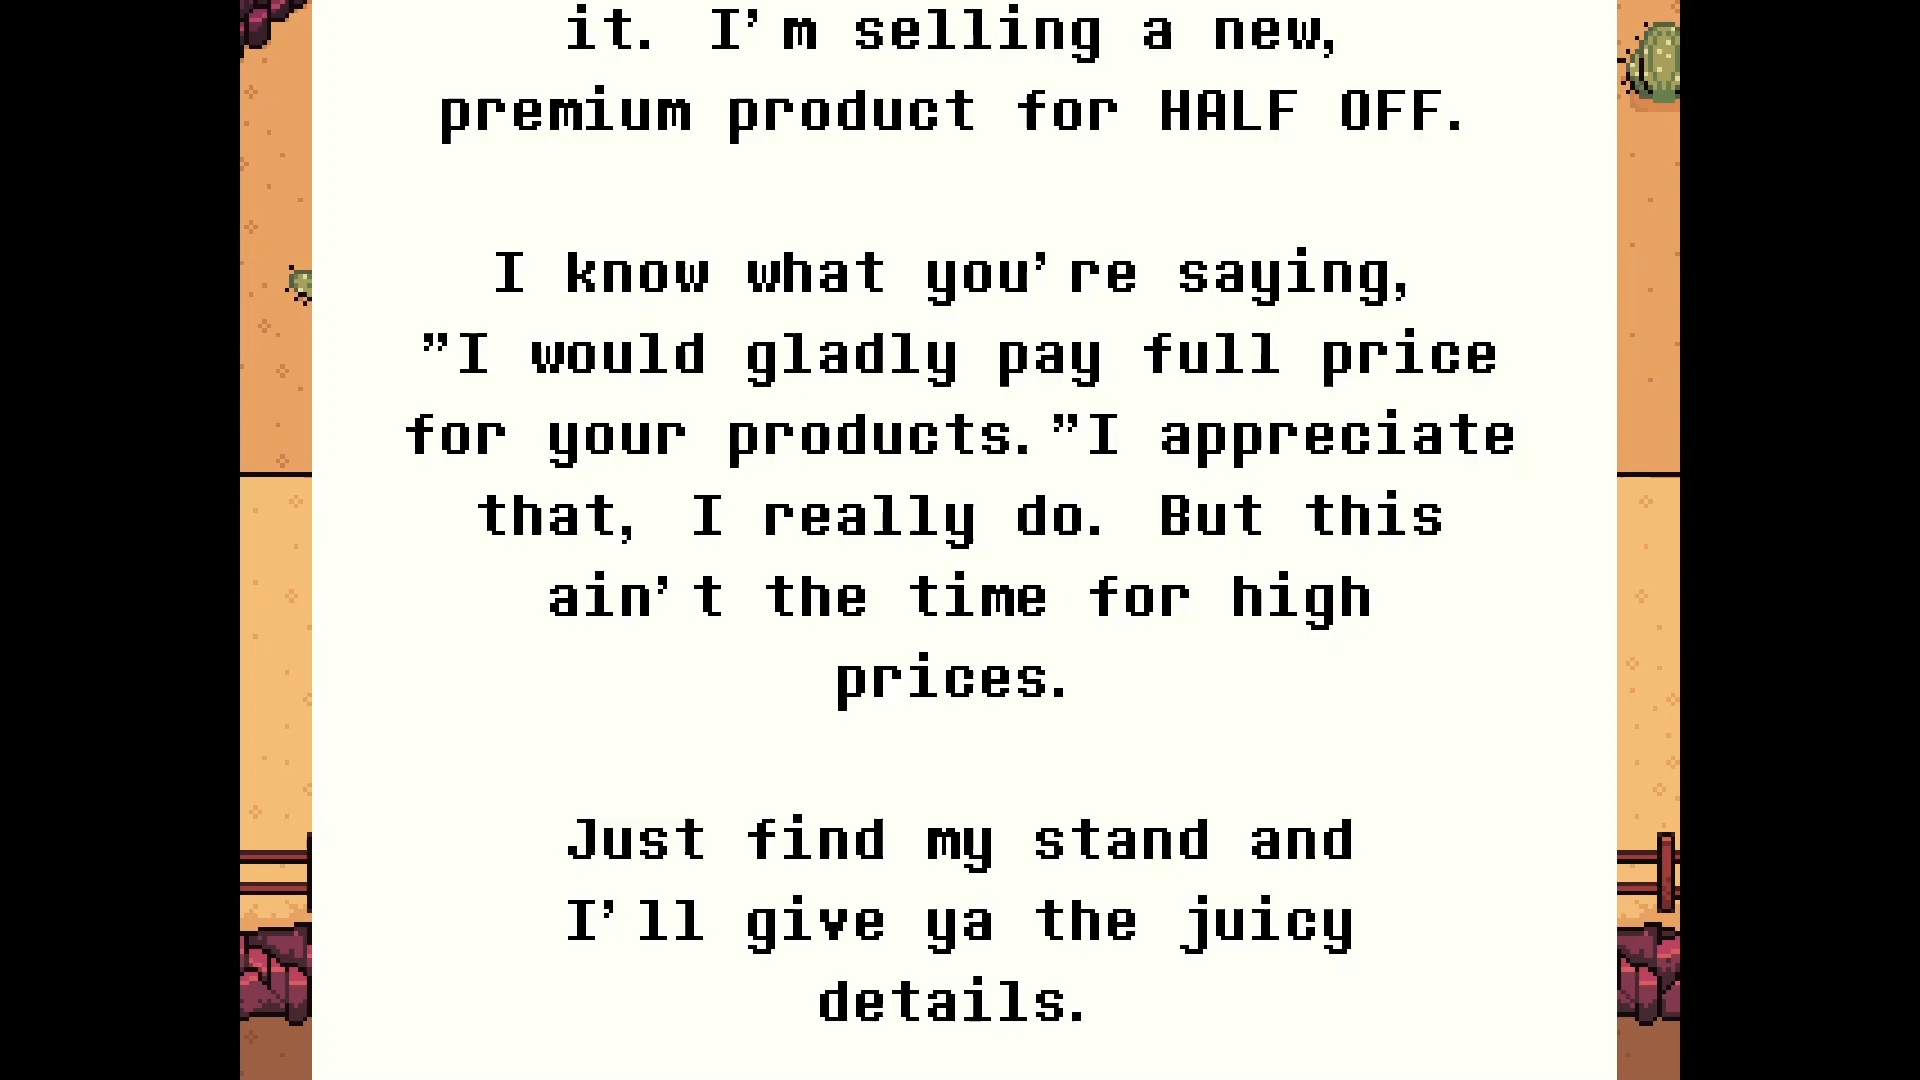 it. I'm selling a new,
premium product for HALF OFF.
I know what you're saying,
"I would gladly pay full price
for your products."I appreciate
that, I really do. But this
ain't the time for high
prices.
Just find my stand and
I'll give ya the juicy
details.